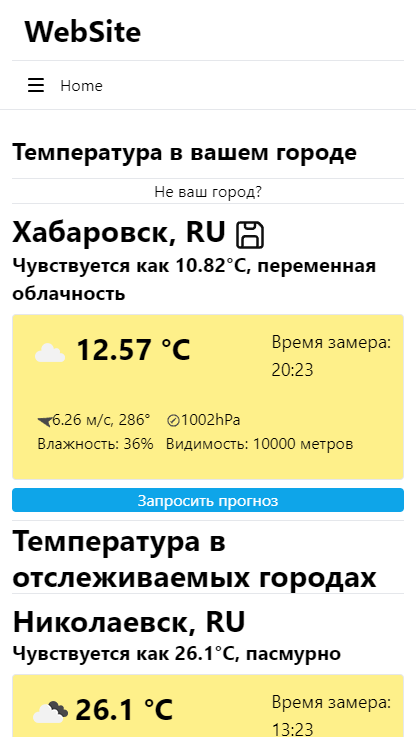 WebSite
Home
Температура в вашем городе
Не ваш город?
Хабаровск, RU
Чувствуется как 10.82°C, переменная
облачность
12.57 °C
Время замера:
20:23
6.26 м/с, 286° 1002hPa
Влажность: 36% Видимость: 10000 метров
Запросить прогноз
Температура в
отслеживаемых городах
Николаевск, RU
Чувствуется как 26.1°C, пасмурно
26.1 °C
Время замера:
13:23